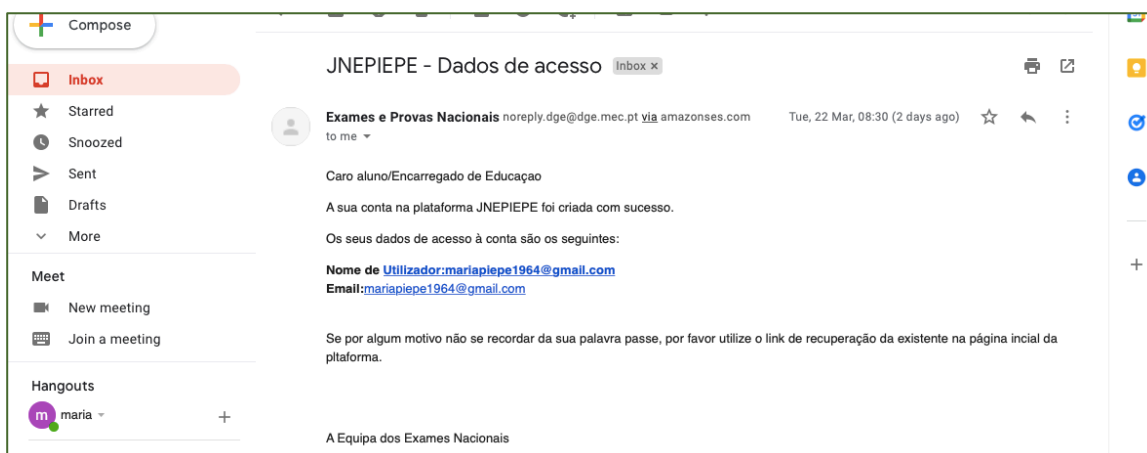 Compose
Inbox
Starred
Snoozed
Sent
Drafts
More
Meet
New meeting
Join a meeting
Hangouts
m maria
JNEPIEPE - Dados de acesso Inbox ×
Exames e Provas Nacionais noreply.dge@dge.mec.pt via amazonses.com Tue, 22 Mar, 08:30 (2 days ago)
to me
Caro aluno/Encarregado de Educaçao
A sua conta na plataforma JNEPIEPE foi criada com sucesso.
Os seus dados de acesso à conta são os seguintes:
Nome de Utilizador:mariapiepe1964@gmail.com
Email:mariapiepe1964@gmail.com
Se por algum motivo não se recordar da sua palavra passe, por favor utilize o link de recuperação da existente na página incial da
pltaforma.
A Equipa dos Exames Nacionais